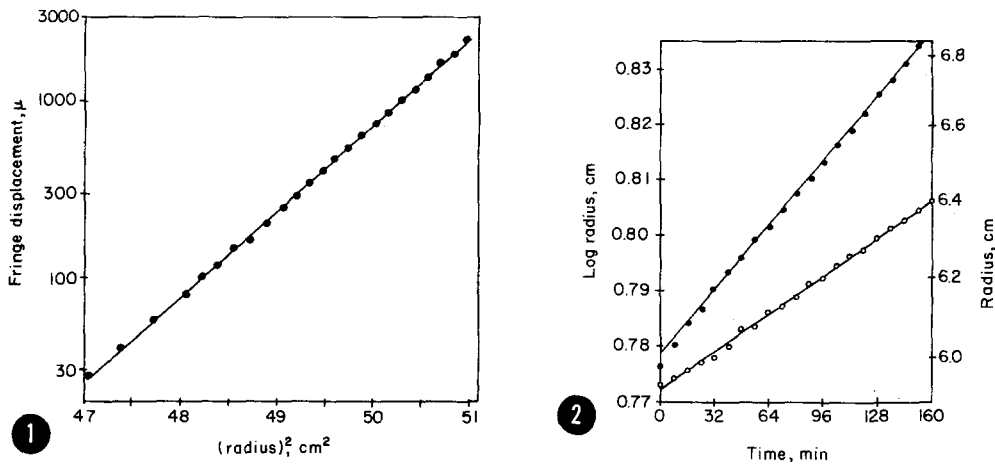 3000
1000
300
100
30
Fringe displacement, μ
47 48 49 50 51
(radius)², cm²
1
0.83
0.82
0.81
0.80
0.79
0.78
0.77
Log radius, cm
6.8
6.6
6.4
6.2
6.0
Radius, cm
0 32 64 96 128 160
Time, min
2